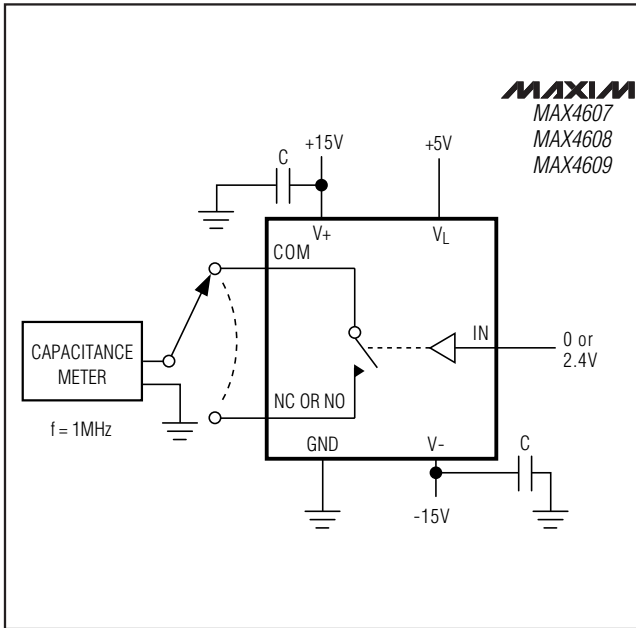 MAXIM
MAX4607
MAX4608
MAX4609
+15V
+5V
C
V+
VL
COM
CAPACITANCE
METER
f = 1MHz
IN
0 or
2.4V
NC OR NO
GND
V-
C
-15V